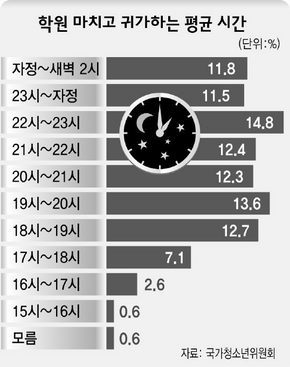 학원 마치고 귀가하는 평균 시간
(단위:%)
자정~새벽 2시 11.8
23시~자정 11.5
22시~23시 14.8
21시~22시 12.4
20시~21시 12.3
19시~20시 13.6
18시~19시 12.7
17시~18시 7.1
16시~17시 2.6
15시~16시 0.6
모름 0.6
자료: 국가청소년위원회